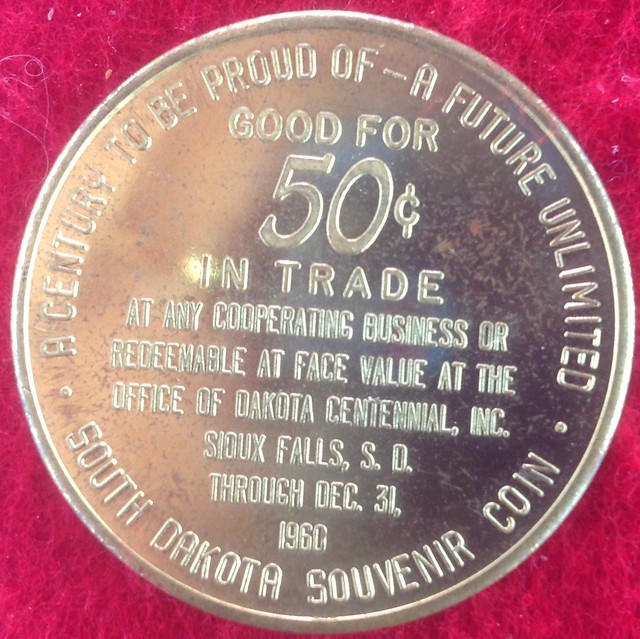 A CENTURY TO BE PROUD OF — A FUTURE UNLIMITED
GOOD FOR
50¢
IN TRADE
AT ANY COOPERATING BUSINESS OR
REDEEMABLE AT FACE VALUE AT THE
OFFICE OF DAKOTA CENTENNIAL, INC.
SIOUX FALLS, S. D.
THROUGH DEC. 31,
1960
• SOUTH DAKOTA SOUVENIR COIN •